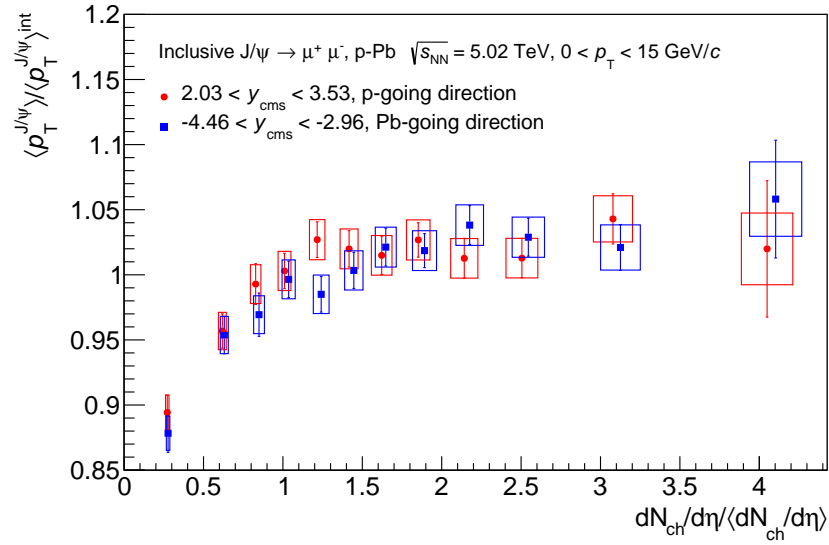 ⟨p_T^{J/ψ}⟩/⟨p_T^{J/ψ}⟩^{int}
1.2
Inclusive J/ψ → μ⁺ μ⁻, p-Pb √s_NN = 5.02 TeV, 0 < p_T < 15 GeV/c
1.15
2.03 < y_cms < 3.53, p-going direction
-4.46 < y_cms < -2.96, Pb-going direction
1.1
1.05
1
0.95
0.9
0.85
0 0.5 1 1.5 2 2.5 3 3.5 4
dN_ch/dη/⟨dN_ch/dη⟩